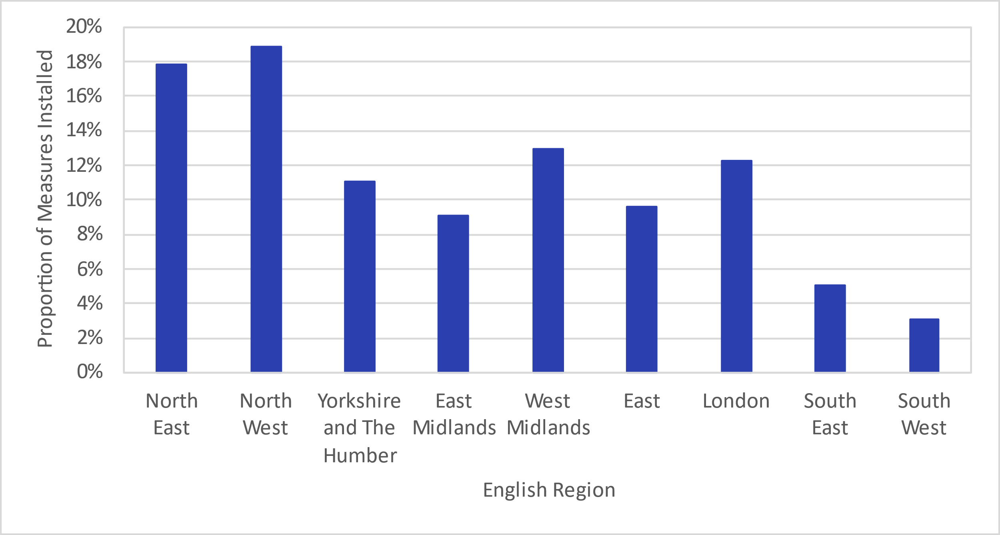 20%
18%
16%
14%
12%
10%
8%
6%
4%
2%
0%
Proportion of Measures Installed
North East
North West
Yorkshire and The Humber
East Midlands
West Midlands
East
London
South East
South West
English Region